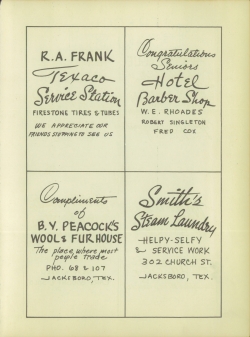 R.A. FRANK
Texaco
Service Station
FIRESTONE TIRES & TUBES
WE APPRECIATE OUR
FRIENDS SEE US
Congratulations
Seniors
Hotel
Barber Shop
W.E. RHOADES
ROBERT SINGLETON
FRED COX
Compliments
of
B.Y. PEACOCK'S
WOOL & FUR HOUSE
The place where most
people trade
PHO. 68 & 107
JACKSBORO, TEX.
Smith's
Steam Laundry
HELPY-SELFY
& SERVICE WORK
302 CHURCH ST.
JACKSBORO, TEX.